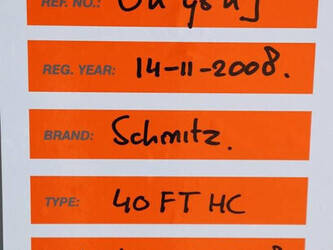 REF. NO.:
REG. YEAR: 14-11-2008.
BRAND: Schmitz.
TYPE: 40 FT HC